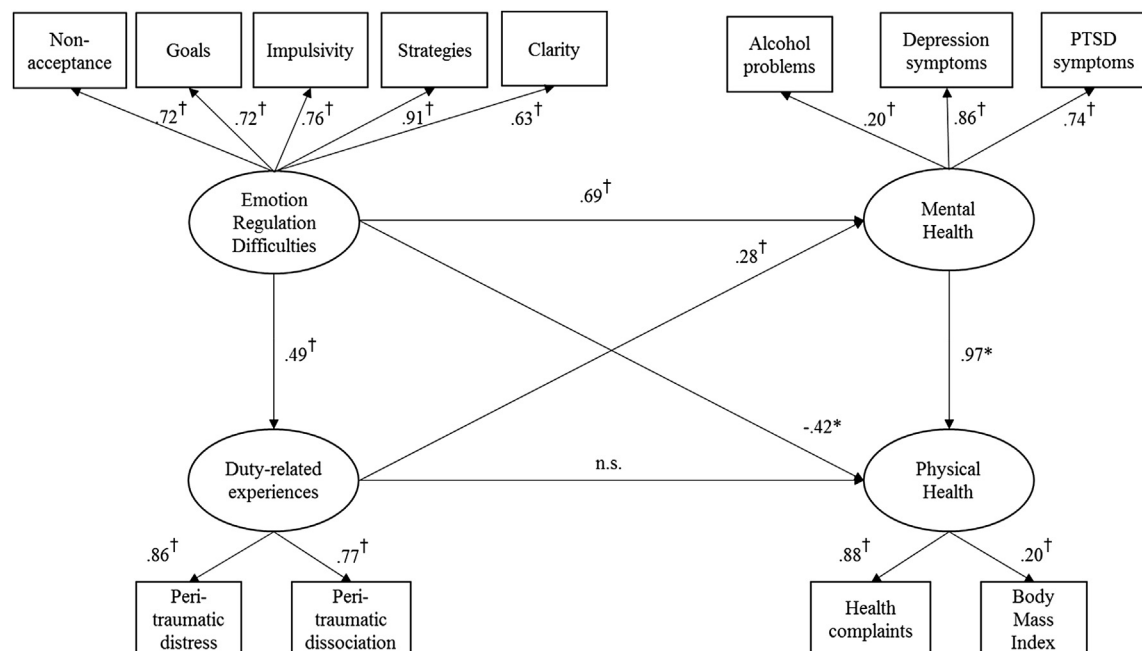 Non-
acceptance
Goals
Impulsivity
Strategies
Clarity
Alcohol
problems
Depression
symptoms
PTSD
symptoms
.72†
.72†
.76†
.91†
.63†
.20†
.86†
.74†
Emotion
Regulation
Difficulties
.69†
Mental
Health
.28†
.49†
.97*
-.42*
Duty-related
experiences
n.s.
Physical
Health
.86†
.77†
.88†
.20†
Peri-
traumatic
distress
Peri-
traumatic
dissociation
Health
complaints
Body
Mass
Index